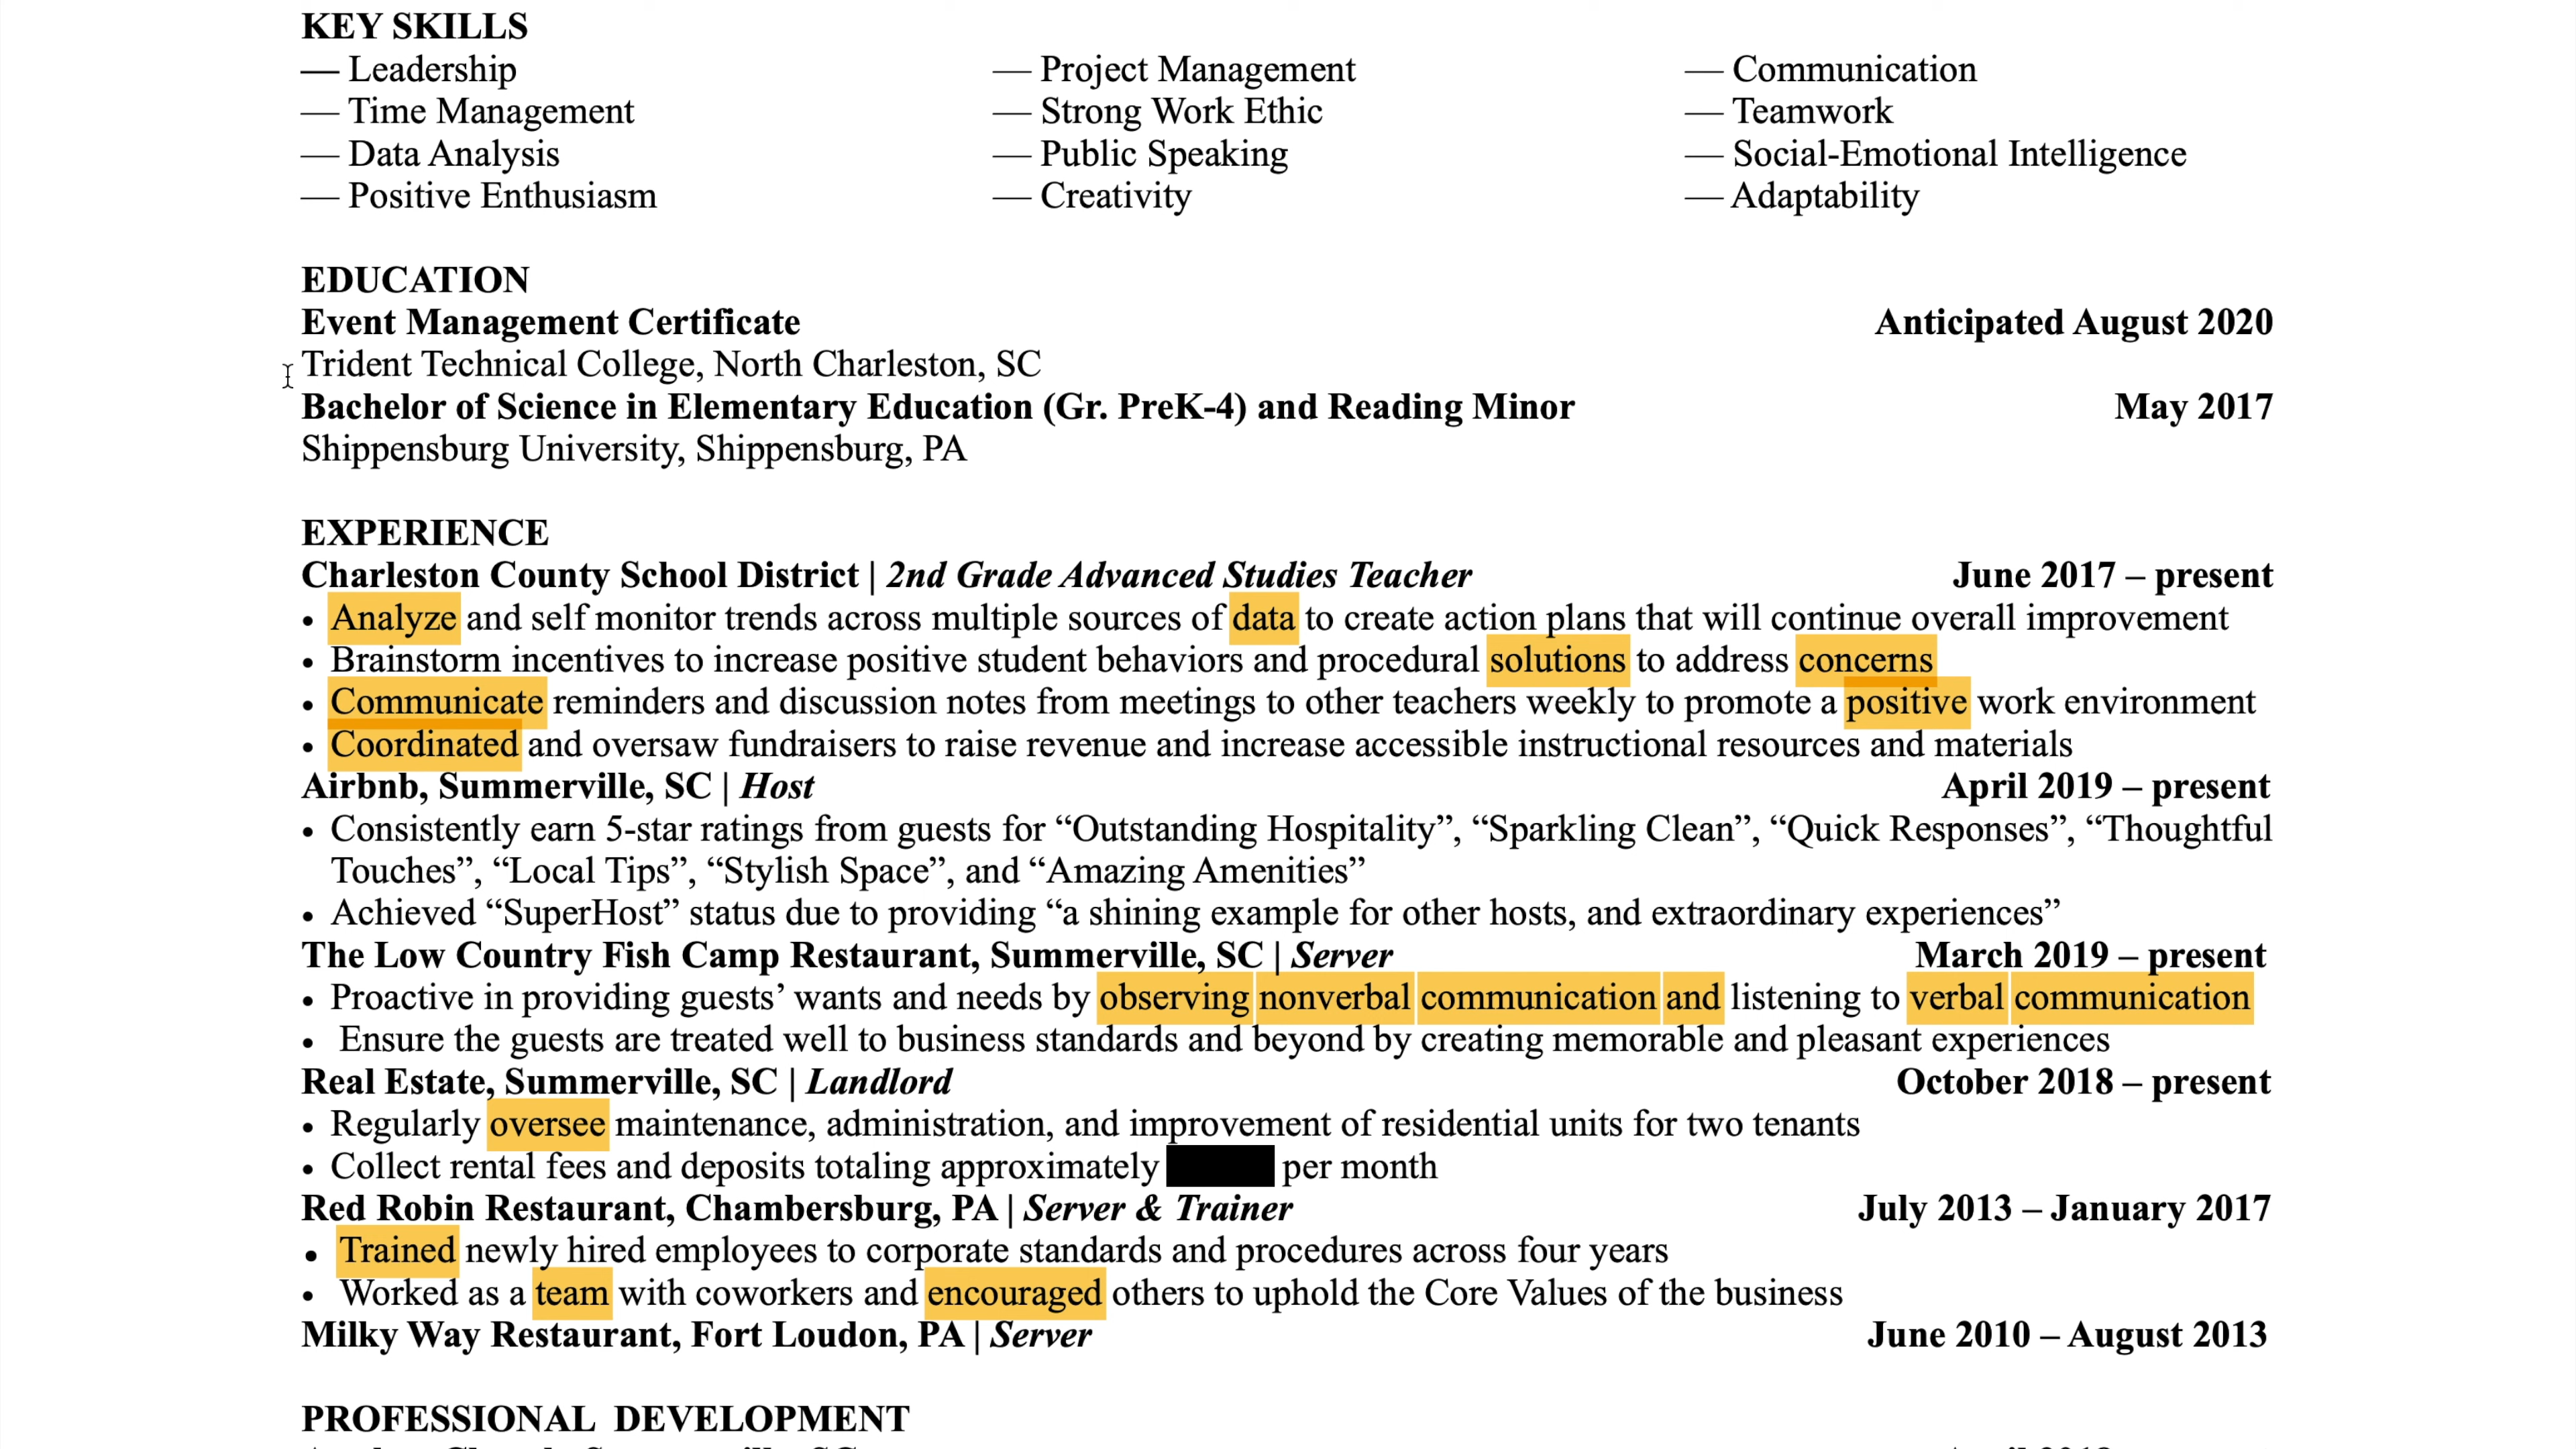 KEY SKILLS
— Leadership — Project Management — Communication
— Time Management — Strong Work Ethic — Teamwork
— Data Analysis — Public Speaking — Social-Emotional Intelligence
— Positive Enthusiasm — Creativity — Adaptability
EDUCATION
Event Management Certificate Anticipated August 2020
Trident Technical College, North Charleston, SC
Bachelor of Science in Elementary Education (Gr. PreK-4) and Reading Minor May 2017
Shippensburg University, Shippensburg, PA
EXPERIENCE
Charleston County School District | 2nd Grade Advanced Studies Teacher June 2017 – present
• Analyze and self monitor trends across multiple sources of data to create action plans that will continue overall improvement
• Brainstorm incentives to increase positive student behaviors and procedural solutions to address concerns
• Communicate reminders and discussion notes from meetings to other teachers weekly to promote a positive work environment
• Coordinated and oversaw fundraisers to raise revenue and increase accessible instructional resources and materials
Airbnb, Summerville, SC | Host April 2019 – present
• Consistently earn 5-star ratings from guests for “Outstanding Hospitality”, “Sparkling Clean”, “Quick Responses”, “Thoughtful
Touches”, “Local Tips”, “Stylish Space”, and “Amazing Amenities”
• Achieved “SuperHost” status due to providing “a shining example for other hosts, and extraordinary experiences”
The Low Country Fish Camp Restaurant, Summerville, SC | Server March 2019 – present
• Proactive in providing guests’ wants and needs by observing nonverbal communication and listening to verbal communication
• Ensure the guests are treated well to business standards and beyond by creating memorable and pleasant experiences
Real Estate, Summerville, SC | Landlord October 2018 – present
• Regularly oversee maintenance, administration, and improvement of residential units for two tenants
• Collect rental fees and deposits totaling approximately per month
Red Robin Restaurant, Chambersburg, PA | Server & Trainer July 2013 – January 2017
• Trained newly hired employees to corporate standards and procedures across four years
• Worked as a team with coworkers and encouraged others to uphold the Core Values of the business
Milky Way Restaurant, Fort Loudon, PA | Server June 2010 – August 2013
PROFESSIONAL DEVELOPMENT